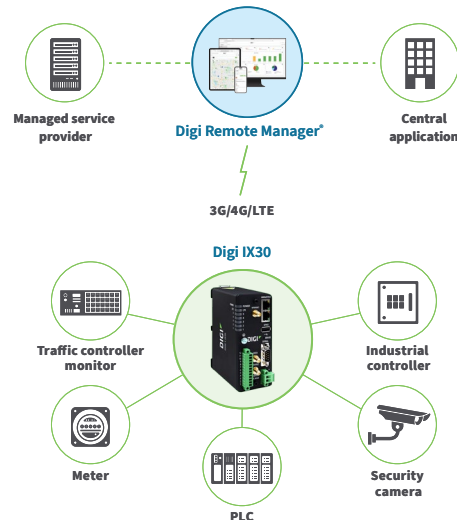 Managed service
provider
Digi Remote Manager®
Central
application
3G/4G/LTE
Digi IX30
DIGI
Traffic controller
monitor
Industrial
controller
Meter
Security
camera
PLC